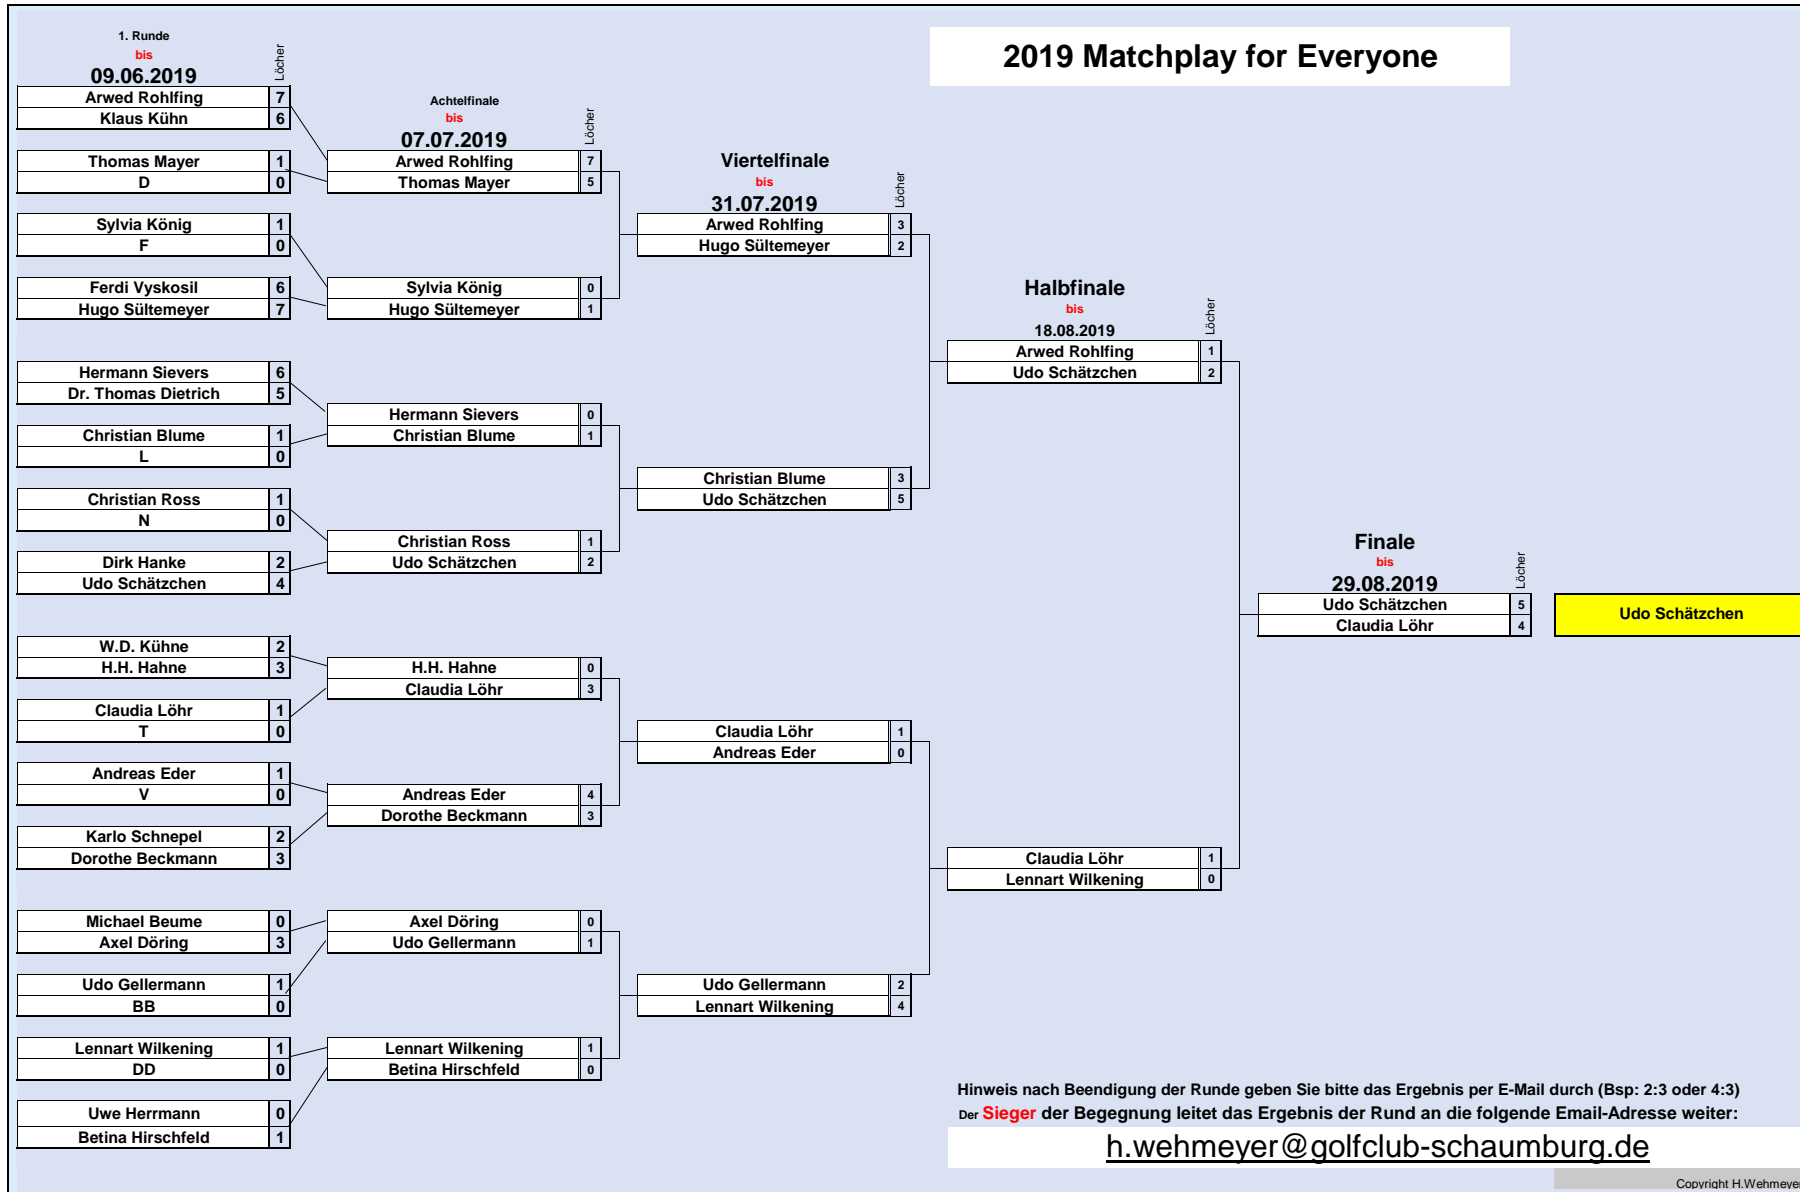 2019 Matchplay for Everyone
1. Runde
bis
09.06.2019
Löcher
Arwed Rohlfing 7
Klaus Kühn 6
Thomas Mayer 1
D 0
Sylvia König 1
F 0
Ferdi Vyskosil 6
Hugo Sültemeyer 7
Hermann Sievers 6
Dr. Thomas Dietrich 5
Christian Blume 1
L 0
Christian Ross 1
N 0
Dirk Hanke 2
Udo Schätzchen 4
W.D. Kühne 2
H.H. Hahne 3
Claudia Löhr 1
T 0
Andreas Eder 1
V 0
Karlo Schnepel 2
Dorothe Beckmann 3
Michael Beume 0
Axel Döring 3
Udo Gellermann 1
BB 0
Lennart Wilkening 1
DD 0
Uwe Herrmann 0
Betina Hirschfeld 1
Achtelfinale
bis
07.07.2019
Löcher
Arwed Rohlfing 7
Thomas Mayer 5
Sylvia König 0
Hugo Sültemeyer 1
Hermann Sievers 0
Christian Blume 1
Christian Ross 1
Udo Schätzchen 2
H.H. Hahne 0
Claudia Löhr 3
Andreas Eder 4
Dorothe Beckmann 3
Axel Döring 0
Udo Gellermann 1
Lennart Wilkening 1
Betina Hirschfeld 0
Viertelfinale
bis
31.07.2019
Löcher
Arwed Rohlfing 3
Hugo Sültemeyer 2
Christian Blume 3
Udo Schätzchen 5
Claudia Löhr 1
Andreas Eder 0
Udo Gellermann 2
Lennart Wilkening 4
Halbfinale
bis
18.08.2019
Löcher
Arwed Rohlfing 1
Udo Schätzchen 2
Claudia Löhr 1
Lennart Wilkening 0
Finale
bis
29.08.2019
Löcher
Udo Schätzchen 5
Claudia Löhr 4
Udo Schätzchen
Hinweis nach Beendigung der Runde geben Sie bitte das Ergebnis per E-Mail durch (Bsp: 2:3 oder 4:3)
Der Sieger der Begegnung leitet das Ergebnis der Rund an die folgende Email-Adresse weiter:
h.wehmeyer@golfclub-schaumburg.de
Copyright H.Wehmeyer